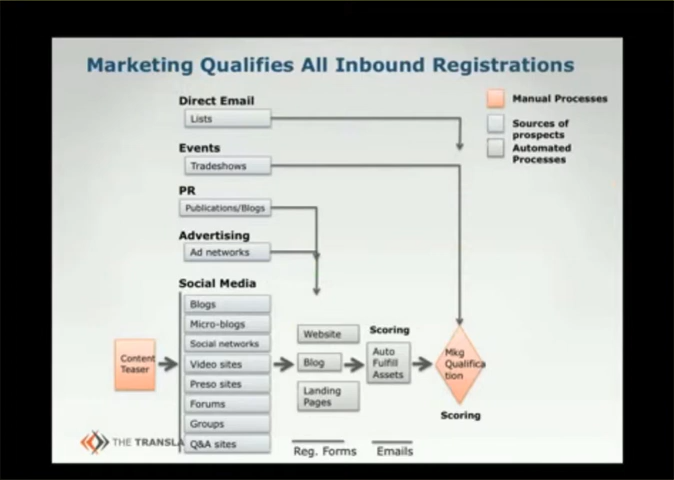 Marketing Qualifies All Inbound Registrations
Direct Email
Lists
Events
Tradeshows
PR
Publications/Blogs
Advertising
Ad networks
Social Media
Blogs
Micro-blogs
Social networks
Video sites
Preso sites
Forums
Groups
Q&A sites
Content
Teaser
Website
Blog
Landing
Pages
Reg. Forms
Scoring
Auto
Fulfill
Assets
Emails
Mkg
Qualifica
tion
Scoring
Manual Processes
Sources of
prospects
Automated
Processes
THE TRANSLA